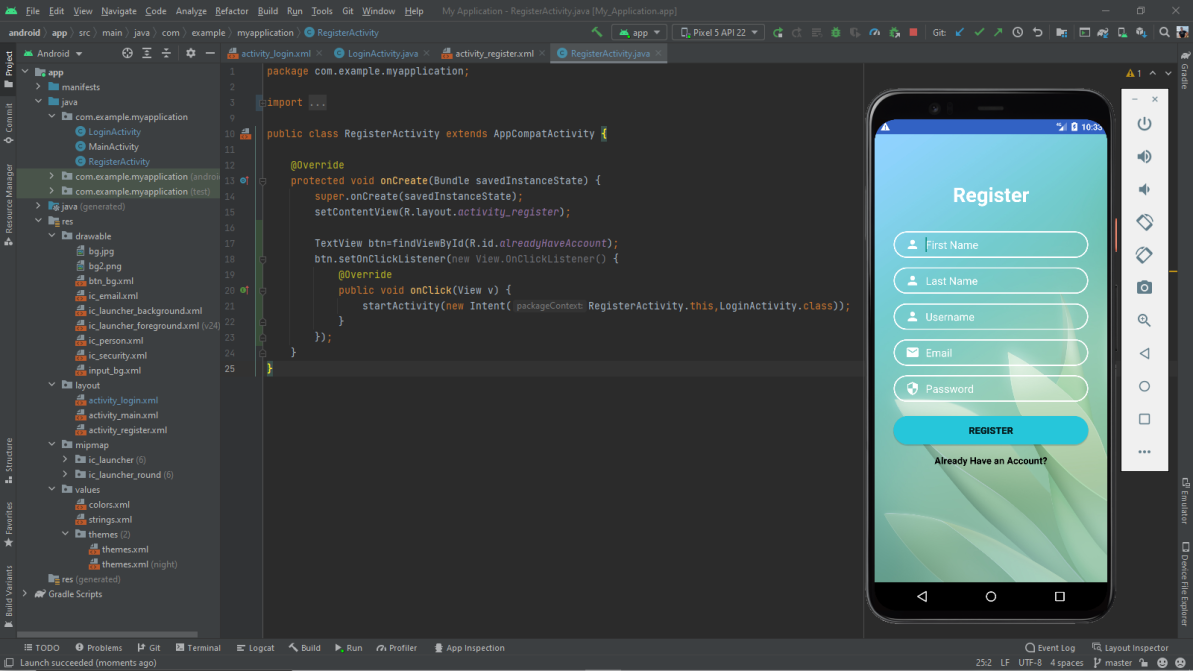 File Edit View Navigate Code Analyze Refactor Build Run Tools Git Window Help My Application - RegisterActivity.java [My_Application.app]
android app src main java com example myapplication RegisterActivity
app Pixel 5 API 22 Git:
Android
activity_login.xml LoginActivity.java activity_register.xml RegisterActivity.java
Project
Commit
Resource Manager
Structure
Favorites
Build Variants
app
manifests
java
com.example.myapplication
LoginActivity
MainActivity
RegisterActivity
com.example.myapplication (androi
com.example.myapplication (test)
java (generated)
res
drawable
bg.jpg
bg2.png
btn_bg.xml
ic_email.xml
ic_launcher_background.xml
ic_launcher_foreground.xml (v24)
ic_person.xml
ic_security.xml
input_bg.xml
layout
activity_login.xml
activity_main.xml
activity_register.xml
mipmap
ic_launcher (6)
ic_launcher_round (6)
values
colors.xml
strings.xml
themes (2)
themes.xml
themes.xml (night)
res (generated)
Gradle Scripts
1 package com.example.myapplication;
2
3 import ...
9
10 public class RegisterActivity extends AppCompatActivity {
11
12 @Override
13 protected void onCreate(Bundle savedInstanceState) {
14 super.onCreate(savedInstanceState);
15 setContentView(R.layout.activity_register);
16
17 TextView btn=findViewById(R.id.alreadyHaveAccount);
18 btn.setOnClickListener(new View.OnClickListener() {
19 @Override
20 public void onClick(View v) {
21 startActivity(new Intent( packageContext: RegisterActivity.this,LoginActivity.class));
22 }
23 });
24 }
25 }
1
10:33
Register
First Name
Last Name
Username
Email
Password
REGISTER
Already Have an Account?
Gradle
Emulator
Device File Explorer
TODO Problems Git Terminal Logcat Build Run Profiler App Inspection Event Log Layout Inspector
Launch succeeded (moments ago) 25:2 LF UTF-8 4 spaces master